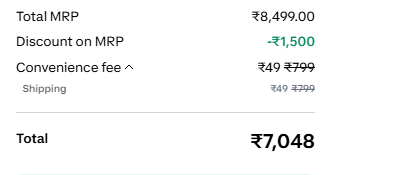 Total MRP ₹8,499.00
Discount on MRP -₹1,500
Convenience fee ₹49 ₹799
Shipping ₹49 ₹799
Total ₹7,048